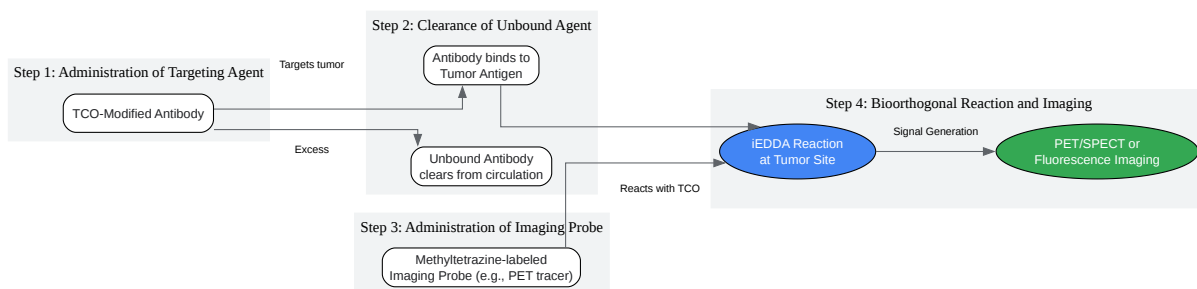 Step 1: Administration of Targeting Agent
TCO-Modified Antibody
Targets tumor
Excess
Step 2: Clearance of Unbound Agent
Antibody binds to
Tumor Antigen
Unbound Antibody
clears from circulation
Step 3: Administration of Imaging Probe
Methyltetrazine-labeled
Imaging Probe (e.g., PET tracer)
Reacts with TCO
Step 4: Bioorthogonal Reaction and Imaging
iEDDA Reaction
at Tumor Site
Signal Generation
PET/SPECT or
Fluorescence Imaging